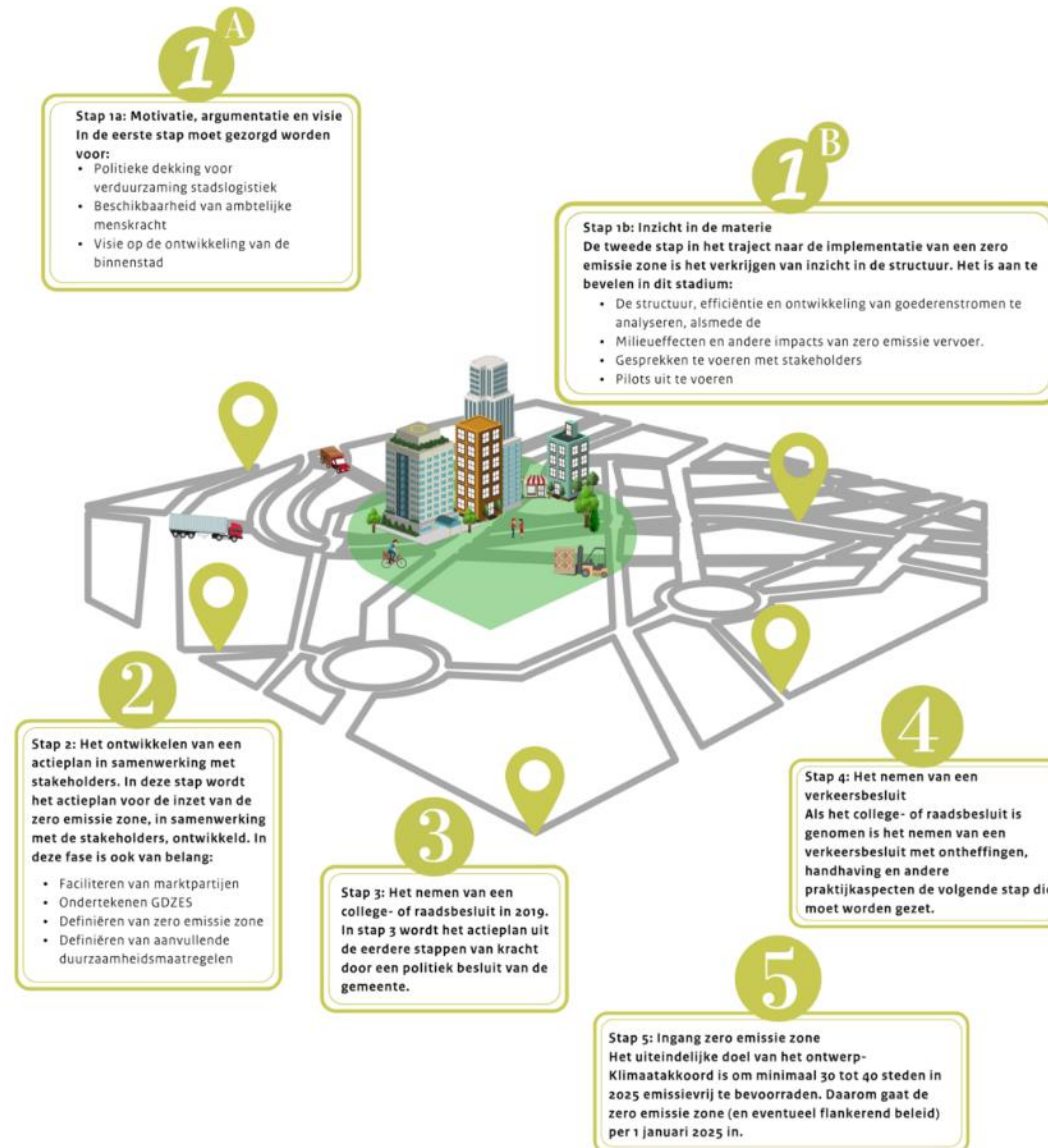 1
A
Stap 1a: Motivatie, argumentatie en visie
In de eerste stap moet gezorgd worden
voor:
• Politieke dekking voor
verduurzaming stadslogistiek
• Beschikbaarheid van ambtelijke
menskracht
• Visie op de ontwikkeling van de
binnenstad
1
B
Stap 1b: Inzicht in de materie
De tweede stap in het traject naar de implementatie van een zero
emissie zone is het verkrijgen van inzicht in de structuur. Het is aan te
bevelen in dit stadium:
• De structuur, efficiëntie en ontwikkeling van goederenstromen te
analyseren, alsmede de
• Milieueffecten en andere impacts van zero emissie vervoer.
• Gesprekken te voeren met stakeholders
• Pilots uit te voeren
2
Stap 2: Het ontwikkelen van een
actieplan in samenwerking met
stakeholders. In deze stap wordt
het actieplan voor de inzet van de
zero emissie zone, in samenwerking
met de stakeholders, ontwikkeld. In
deze fase is ook van belang:
• Faciliteren van marktpartijen
• Ondertekenen GDZES
• Definiëren van zero emissie zone
• Definiëren van aanvullende
duurzaamheidsmaatregelen
3
Stap 3: Het nemen van een
college- of raadsbesluit in 2019.
In stap 3 wordt het actieplan uit
de eerdere stappen van kracht
door een politiek besluit van de
gemeente.
4
Stap 4: Het nemen van een
verkeersbesluit
Als het college- of raadsbesluit is
genomen is het nemen van een
verkeersbesluit met ontheffingen,
handhaving en andere
praktijkaspecten de volgende stap die
moet worden gezet.
5
Stap 5: Ingang zero emissie zone
Het uiteindelijke doel van het ontwerp-
Klimaatakkoord is om minimaal 30 tot 40 steden in
2025 emissievrij te bevoorraden. Daarom gaat de
zero emissie zone (en eventueel flankerend beleid)
per 1 januari 2025 in.